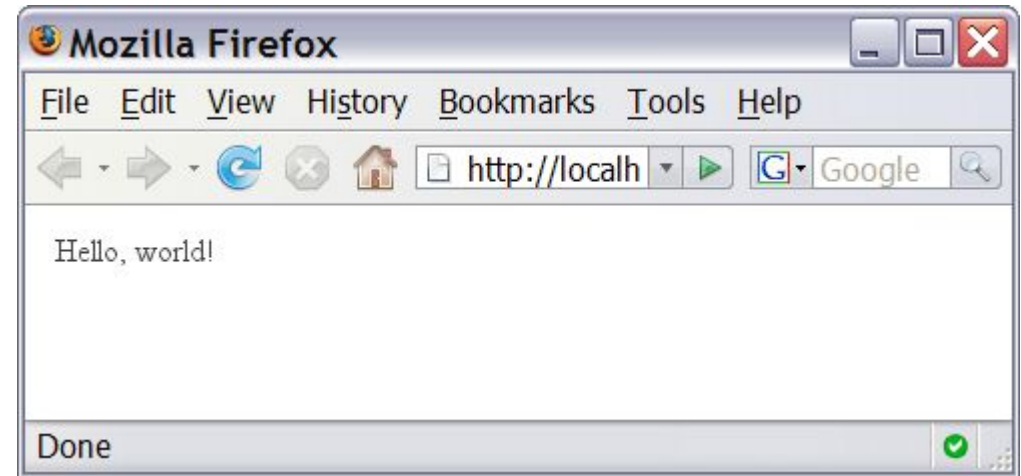 Mozilla Firefox
File Edit View History Bookmarks Tools Help
http://localh G Google
Hello, world!
Done